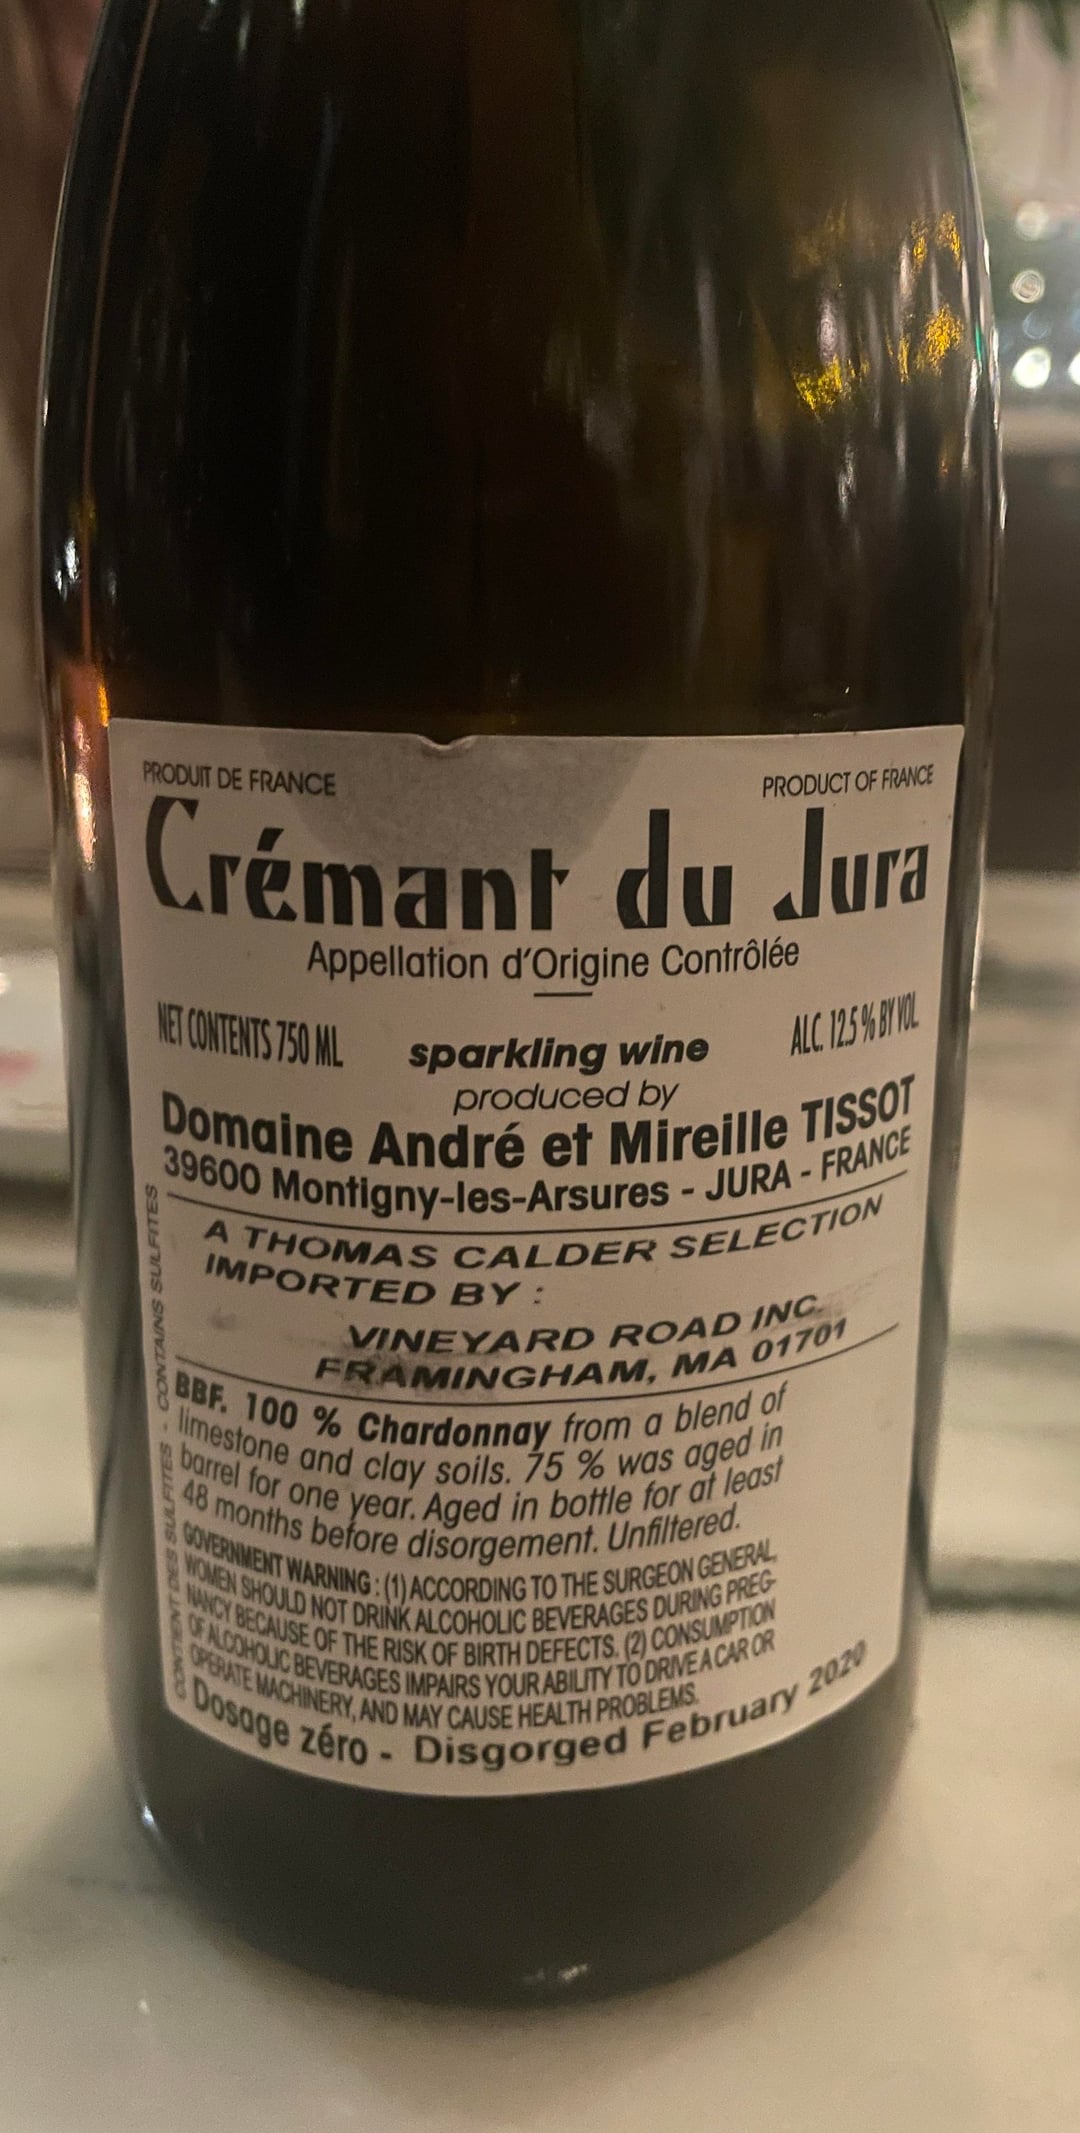 PRODUIT DE FRANCE
PRODUCT OF FRANCE
Crémant du Jura
Appellation d'Origine Contrôlée
NET CONTENTS 750 ML
sparkling wine
ALC. 12.5 % BY VOL
produced by
Domaine André et Mireille TISSOT
39600 Montigny-les-Arsures - JURA - FRANCE
A THOMAS CALDER SELECTION
IMPORTED BY :
VINEYARD ROAD INC.
FRAMINGHAM, MA 01701
BBF. 100 % Chardonnay from a blend of
limestone and clay soils. 75 % was aged in
barrel for one year. Aged in bottle for at least
48 months before disorgement. Unfiltered.
GOVERNMENT WARNING : (1) ACCORDING TO THE SURGEON GENERAL,
WOMEN SHOULD NOT DRINK ALCOHOLIC BEVERAGES DURING PREG-
NANCY BECAUSE OF THE RISK OF BIRTH DEFECTS. (2) CONSUMPTION
OF ALCOHOLIC BEVERAGES IMPAIRS YOUR ABILITY TO DRIVE A CAR OR
OPERATE MACHINERY, AND MAY CAUSE HEALTH PROBLEMS.
Dosage zéro - Disgorged February 2020
CONTIENT DES SULFITES - CONTAINS SULFITES